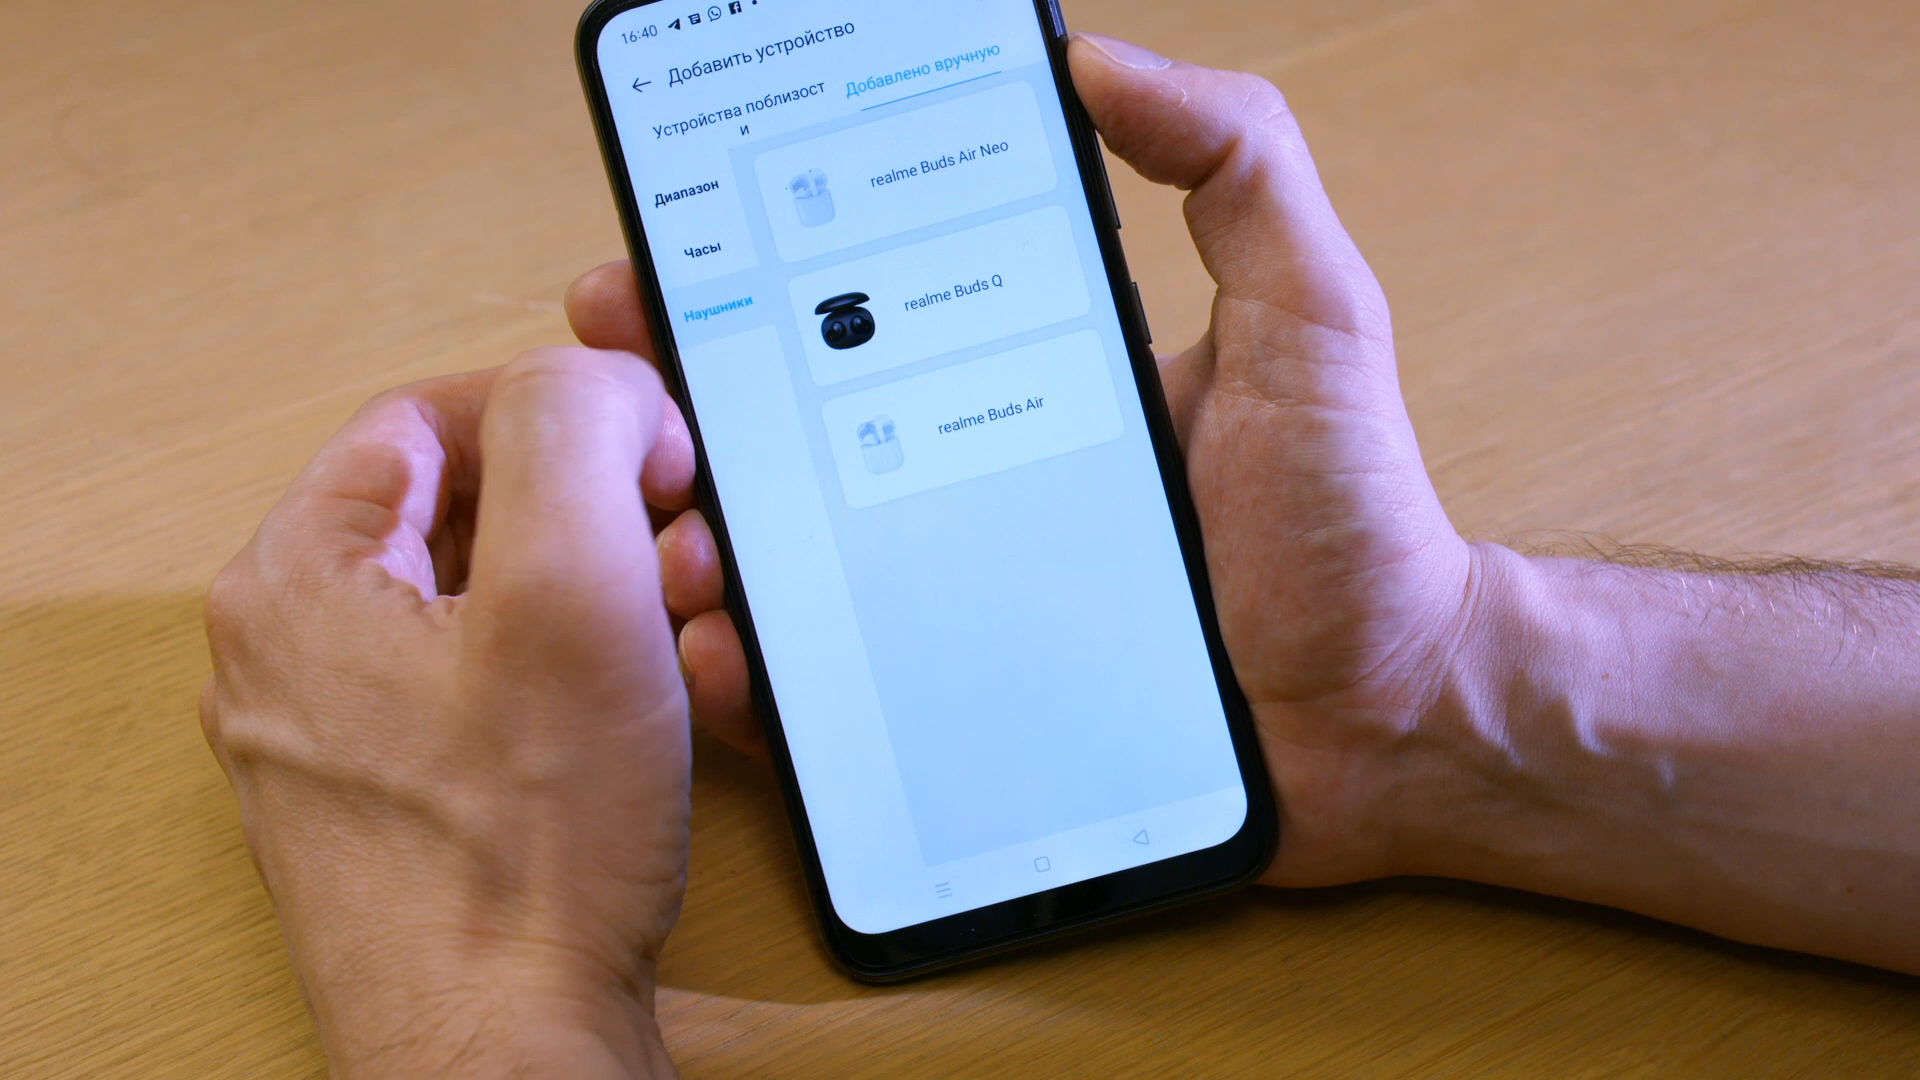 16:40
Добавить устройство
Устройства поблизост
и
Добавлено вручную
Диапазон
Часы
Наушники
realme Buds Air Neo
realme Buds Q
realme Buds Air